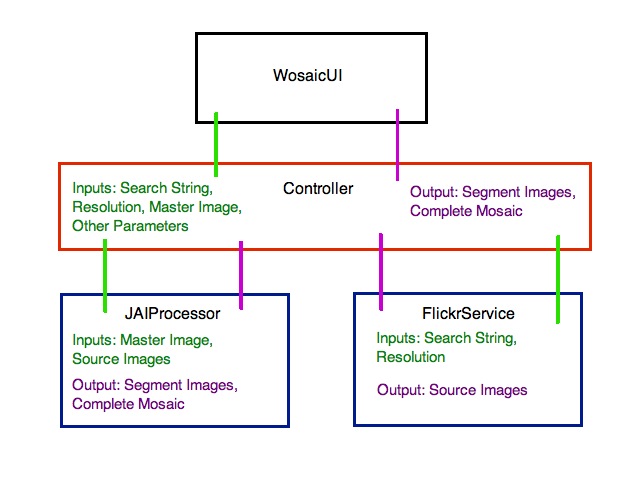 WosaicUI
Controller
Inputs: Search String,
Resolution, Master Image,
Other Parameters
Output: Segment Images,
Complete Mosaic
JAIProcessor
Inputs: Master Image,
Source Images
Output: Segment Images,
Complete Mosaic
FlickrService
Inputs: Search String,
Resolution
Output: Source Images